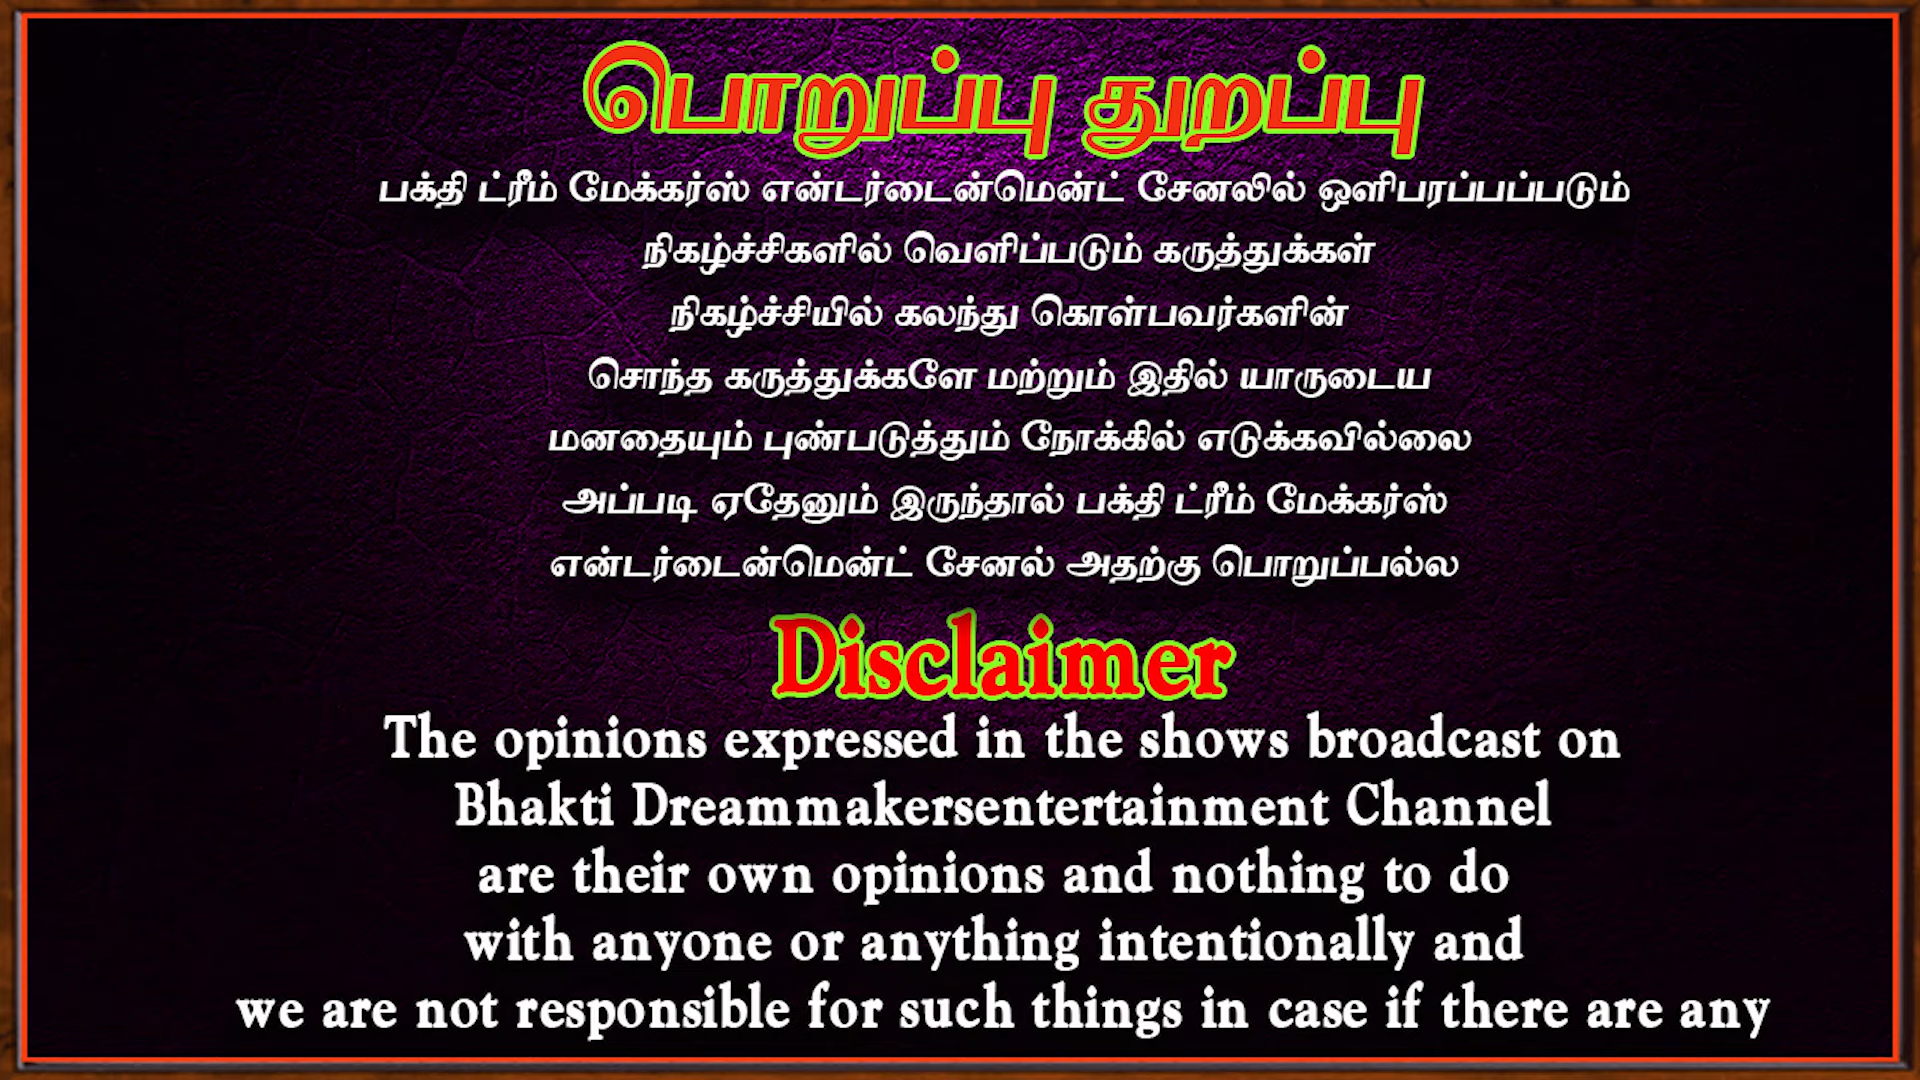 பொறுப்பு துறப்பு
பக்தி ட்ரீம் மேக்கர்ஸ் என்டர்டைன்மென்ட் சேனலில் ஒளிபரப்பப்படும்
நிகழ்ச்சிகளில் வெளிப்படும் கருத்துக்கள்
நிகழ்ச்சியில் கலந்து கொள்பவர்களின்
சொந்த கருத்துக்களே மற்றும் இதில் யாருடைய
மனதையும் புண்படுத்தும் நோக்கில் எடுக்கவில்லை
அப்படி ஏதேனும் இருந்தால் பக்தி ட்ரீம் மேக்கர்ஸ்
என்டர்டைன்மென்ட் சேனல் அதற்கு பொறுப்பல்ல
Disclaimer
The opinions expressed in the shows broadcast on
Bhakti Dreammakersentertainment Channel
are their own opinions and nothing to do
with anyone or anything intentionally and
we are not responsible for such things in case if there are any